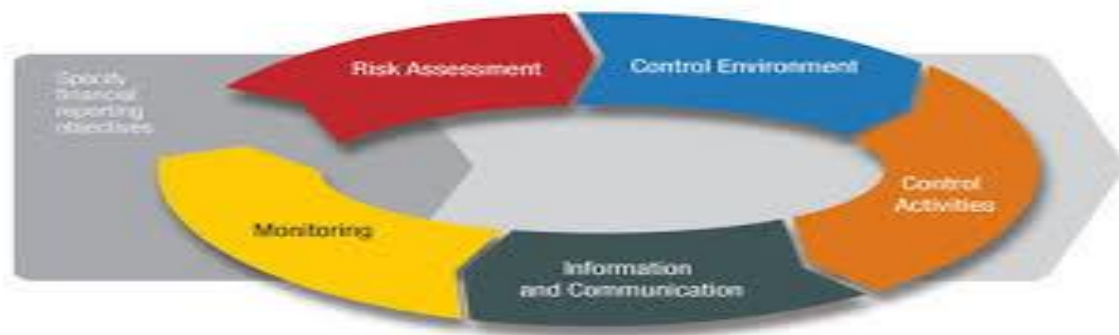 Specify
financial
reporting
objectives
Risk Assessment
Control Environment
Control
Activities
Information
and Communication
Monitoring